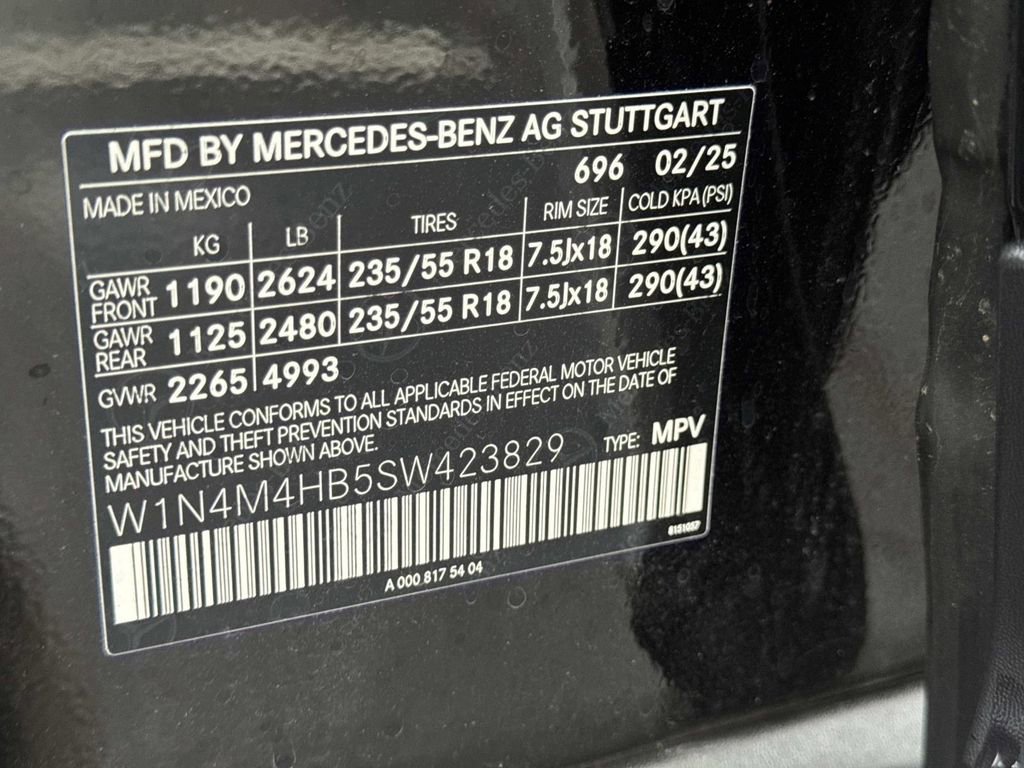 MFD BY MERCEDES-BENZ AG STUTTGART
696 02/25
MADE IN MEXICO
KG LB TIRES RIM SIZE COLD KPA (PSI)
GAWR FRONT 1190 2624 235/55 R18 7.5Jx18 290(43)
GAWR REAR 1125 2480 235/55 R18 7.5Jx18 290(43)
GVWR 2265 4993
THIS VEHICLE CONFORMS TO ALL APPLICABLE FEDERAL MOTOR VEHICLE
SAFETY AND THEFT PREVENTION STANDARDS IN EFFECT ON THE DATE OF
MANUFACTURE SHOWN ABOVE.
TYPE: MPV
W1N4M4HB5SW423829
8151057
A 000 817 54 04